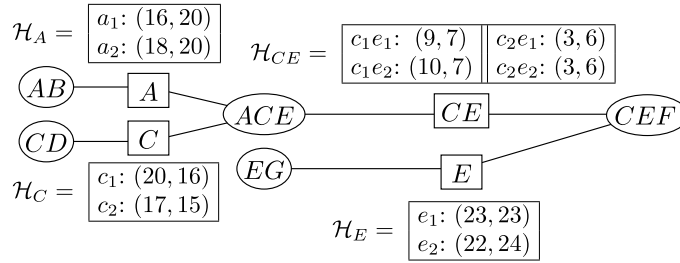 H_A = a₁: (16, 20)
a₂: (18, 20)
H_CE = c₁e₁: (9, 7) c₂e₁: (3, 6)
c₁e₂: (10, 7) c₂e₂: (3, 6)
AB A ACE CE CEF
CD C EG E
H_C = c₁: (20, 16)
c₂: (17, 15)
H_E = e₁: (23, 23)
e₂: (22, 24)